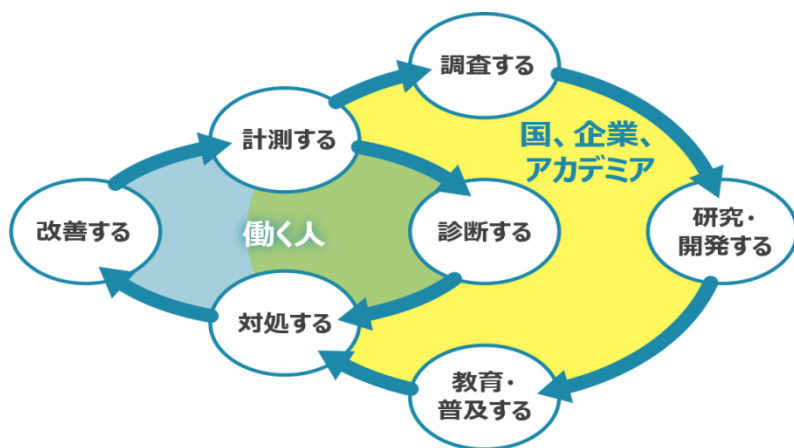 調査する
計測する
国、企業、
アカデミア
改善する
働く人
診断する
研究・
開発する
対処する
教育・
普及する